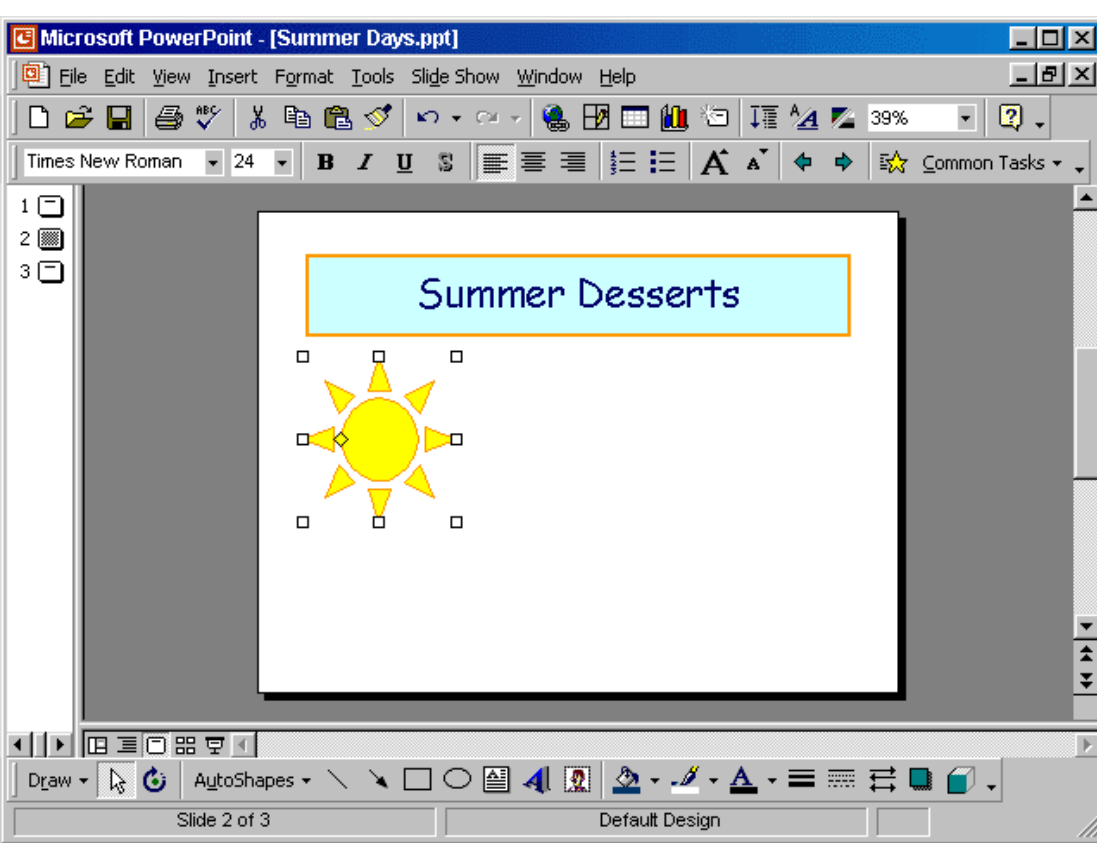 Microsoft PowerPoint - [Summer Days.ppt]
File Edit View Insert Format Tools Slide Show Window Help
ABC 39%
Times New Roman 24 B I U S A A Common Tasks
1
2
3
Summer Desserts
Draw AutoShapes A A
Slide 2 of 3 Default Design